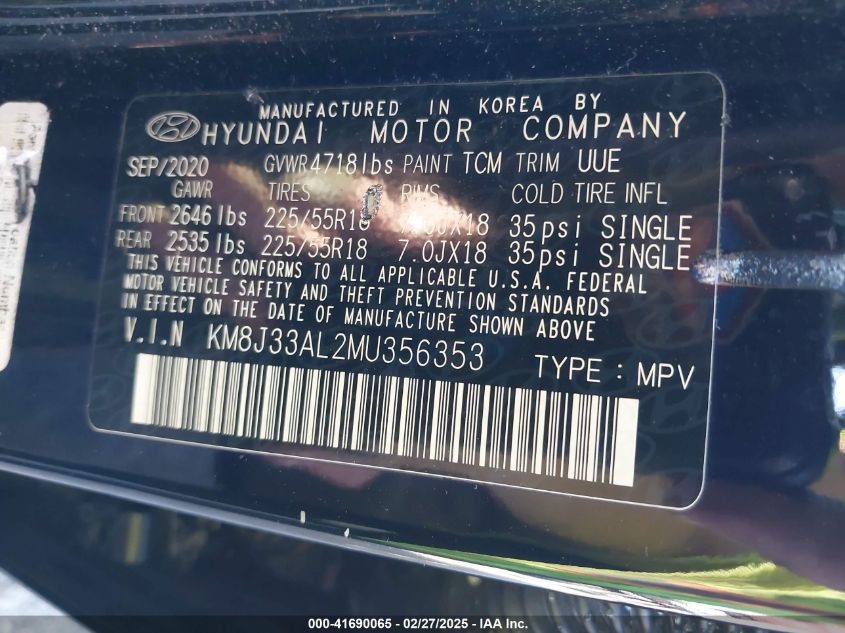 MANUFACTURED IN KOREA BY
HYUNDAI MOTOR COMPANY
SEP/2020 GVWR 4718 lbs PAINT TCM TRIM UUE
GAWR TIRES RIMS COLD TIRE INFL
FRONT 2646 lbs 225/55R18 35psi SINGLE
REAR 2535 lbs 225/55R18 7.0JX18 35psi SINGLE
THIS VEHICLE CONFORMS TO ALL APPLICABLE U.S.A. FEDERAL
MOTOR VEHICLE SAFETY AND THEFT PREVENTION STANDARDS
IN EFFECT ON THE DATE OF MANUFACTURE SHOWN ABOVE
V.I.N KM8J33AL2MU356353 TYPE : MPV
000-41690065 - 02/27/2025 - IAA Inc.